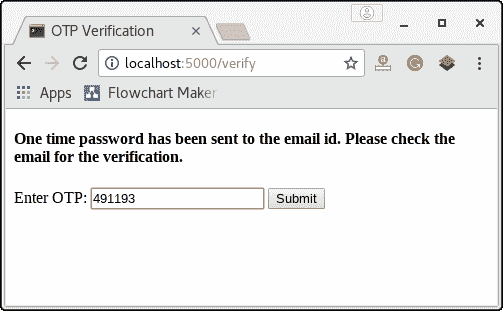 OTP Verification
localhost:5000/verify
Apps Flowchart Maker
One time password has been sent to the email id. Please check the
email for the verification.
Enter OTP: 491193 Submit